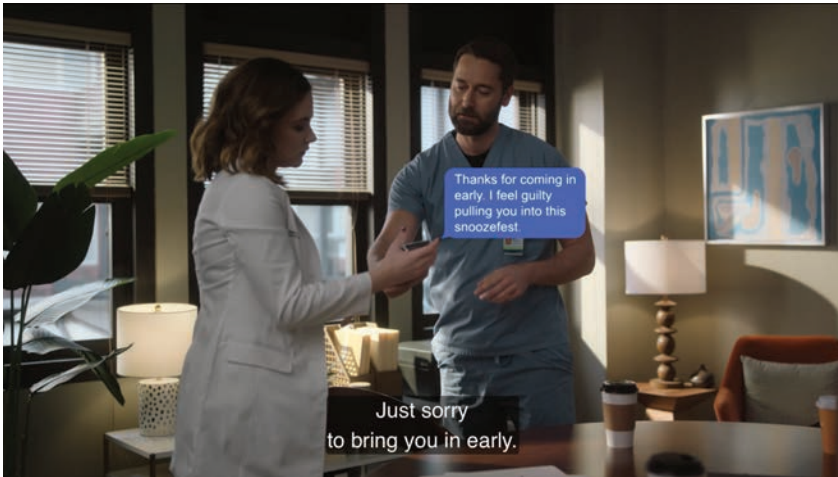 Thanks for coming in
early. I feel guilty
pulling you into this
snoozefest.
Just sorry
to bring you in early.